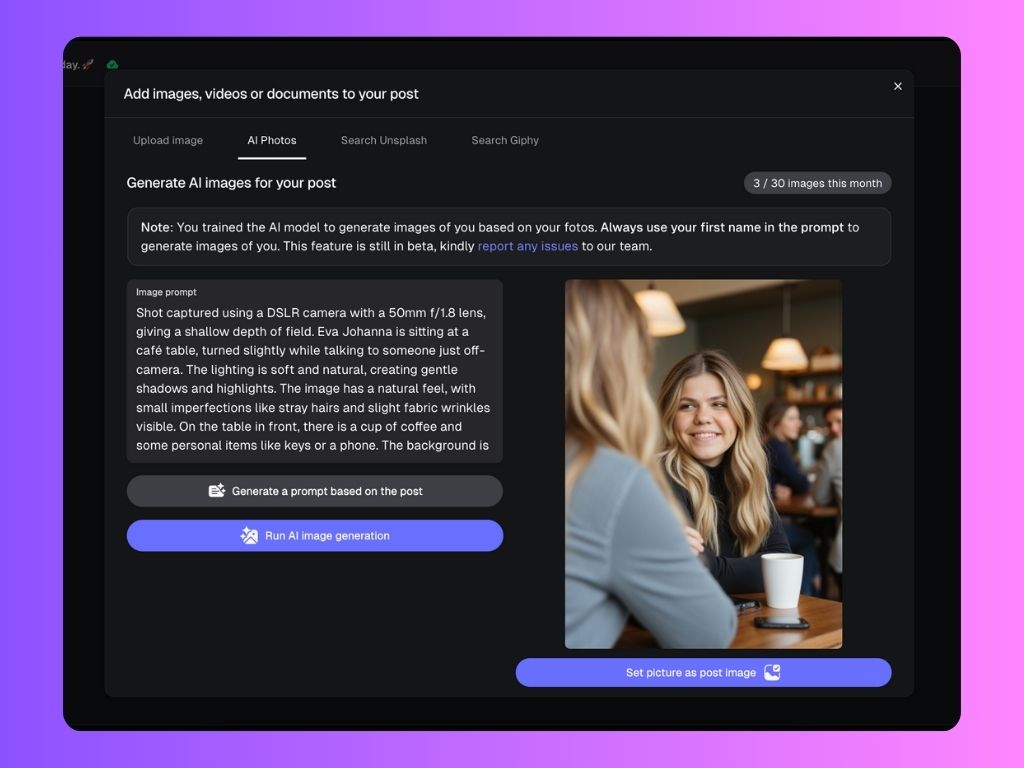 day. 🚀
Add images, videos or documents to your post
Upload image
AI Photos
Search Unsplash
Search Giphy
Generate AI images for your post
3 / 30 images this month
Note: You trained the AI model to generate images of you based on your fotos. Always use your first name in the prompt to
generate images of you. This feature is still in beta, kindly report any issues to our team.
Image prompt
Shot captured using a DSLR camera with a 50mm f/1.8 lens,
giving a shallow depth of field. Eva Johanna is sitting at a
café table, turned slightly while talking to someone just off-
camera. The lighting is soft and natural, creating gentle
shadows and highlights. The image has a natural feel, with
small imperfections like stray hairs and slight fabric wrinkles
visible. On the table in front, there is a cup of coffee and
some personal items like keys or a phone. The background is
Generate a prompt based on the post
Run AI image generation
Set picture as post image